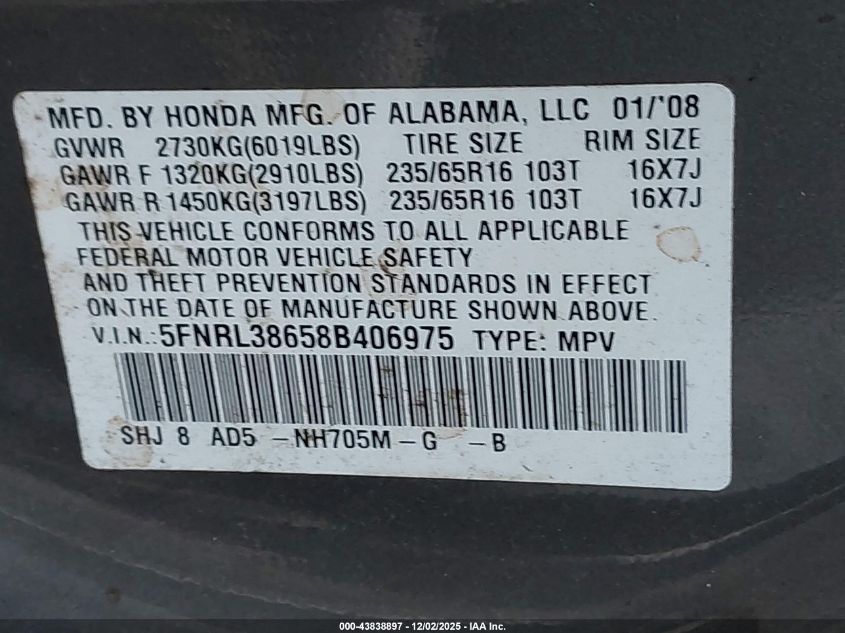 MFD. BY HONDA MFG. OF ALABAMA, LLC 01/'08
GVWR 2730KG(6019LBS) TIRE SIZE RIM SIZE
GAWR F 1320KG(2910LBS) 235/65R16 103T 16X7J
GAWR R 1450KG(3197LBS) 235/65R16 103T 16X7J
THIS VEHICLE CONFORMS TO ALL APPLICABLE
FEDERAL MOTOR VEHICLE SAFETY
AND THEFT PREVENTION STANDARDS IN EFFECT
ON THE DATE OF MANUFACTURE SHOWN ABOVE.
V.I.N.:5FNRL38658B406975 TYPE: MPV
SHJ 8 AD5 -NH705M-G -B
000-43838897 - 12/02/2025 - IAA Inc.